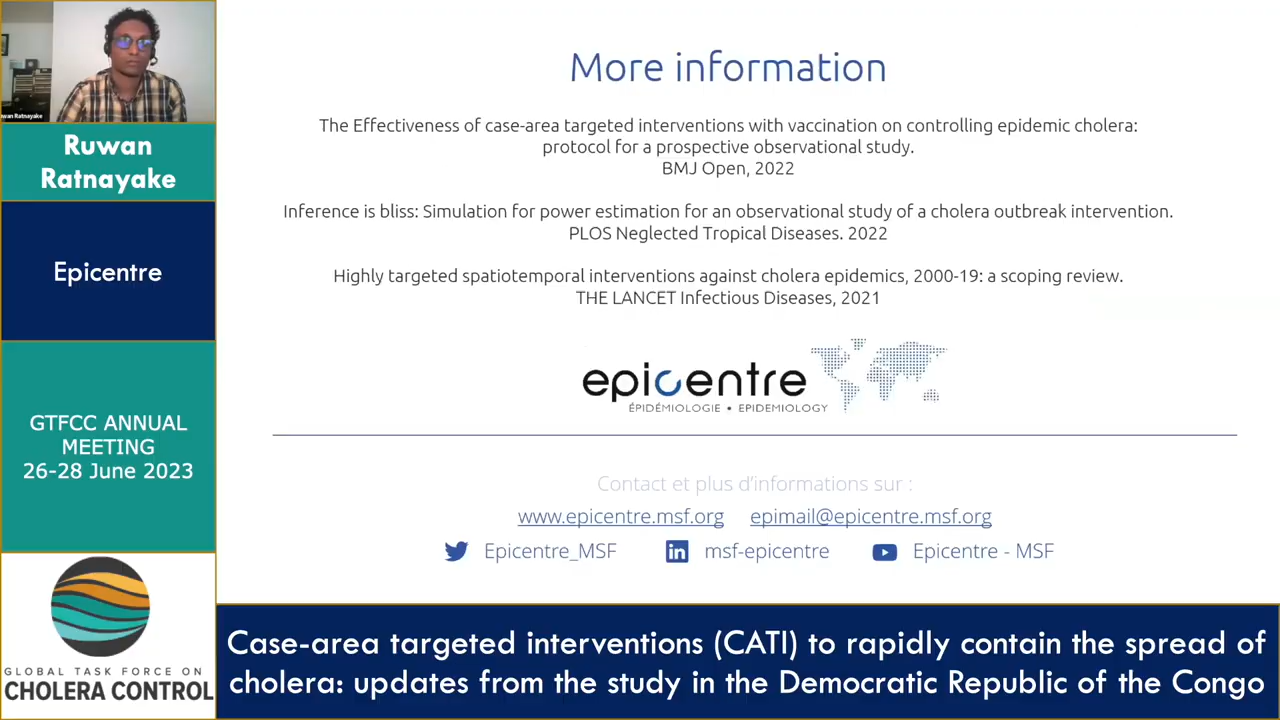 wan Ratnayake
Ruwan
Ratnayake
Epicentre
GTFCC ANNUAL
MEETING
26-28 June 2023
GLOBAL TASK FORCE ON
CHOLERA CONTROL
More information
The Effectiveness of case-area targeted interventions with vaccination on controlling epidemic cholera:
protocol for a prospective observational study.
BMJ Open, 2022
Inference is bliss: Simulation for power estimation for an observational study of a cholera outbreak intervention.
PLOS Neglected Tropical Diseases. 2022
Highly targeted spatiotemporal interventions against cholera epidemics, 2000-19: a scoping review.
THE LANCET Infectious Diseases, 2021
epicentre
ÉPIDÉMIOLOGIE • EPIDEMIOLOGY
Contact et plus d'informations sur :
www.epicentre.msf.org epimail@epicentre.msf.org
Epicentre_MSF msf-epicentre Epicentre - MSF
Case-area targeted interventions (CATI) to rapidly contain the spread of
cholera: updates from the study in the Democratic Republic of the Congo